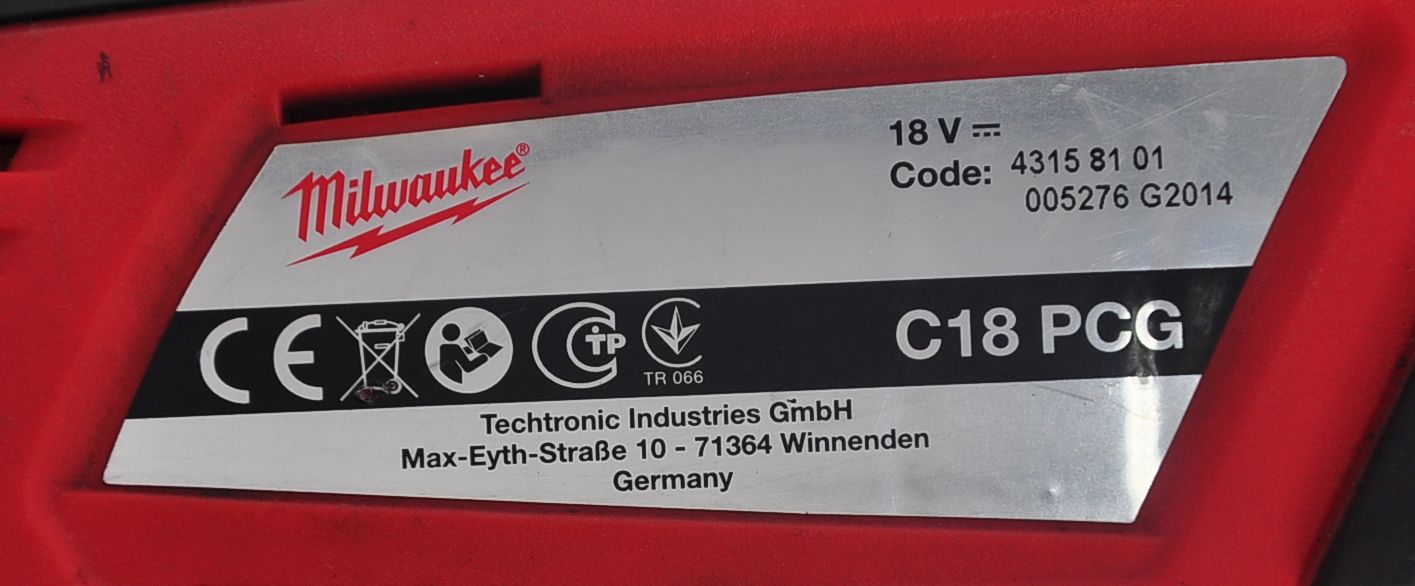 Milwaukee®
18 V ⎓
Code: 4315 81 01
005276 G2014
CE
TP
TR 066
C18 PCG
Techtronic Industries GmbH
Max-Eyth-Straße 10 - 71364 Winnenden
Germany